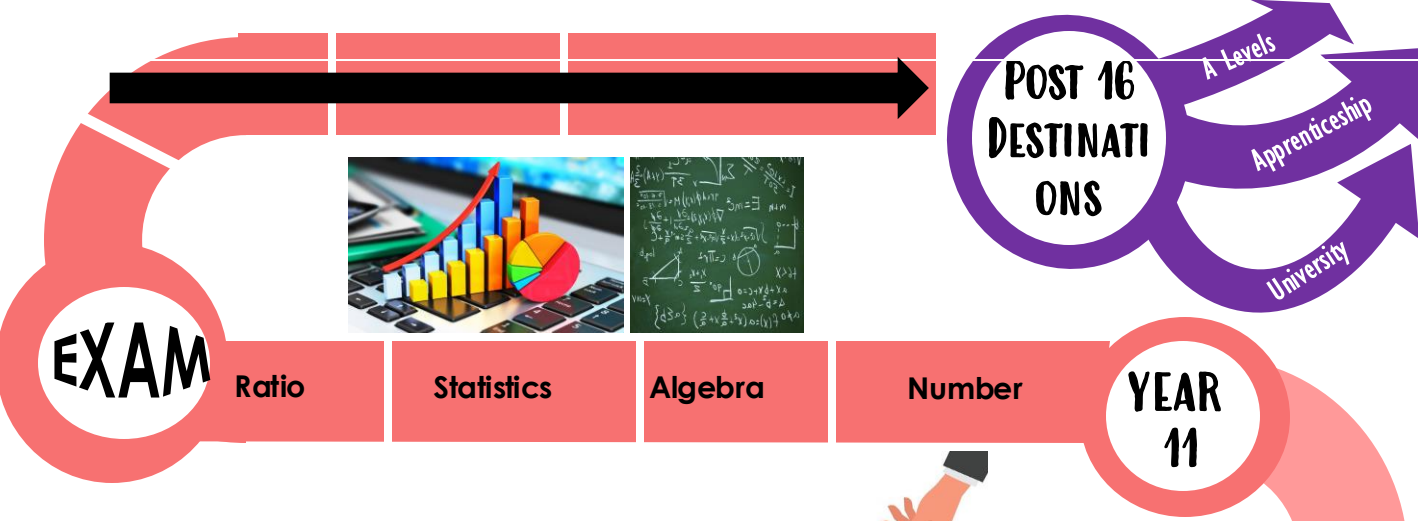 A Levels
POST 16
DESTINATI
ONS
Apprenticeship
University
EXAM
Ratio
Statistics
Algebra
Number
YEAR
11